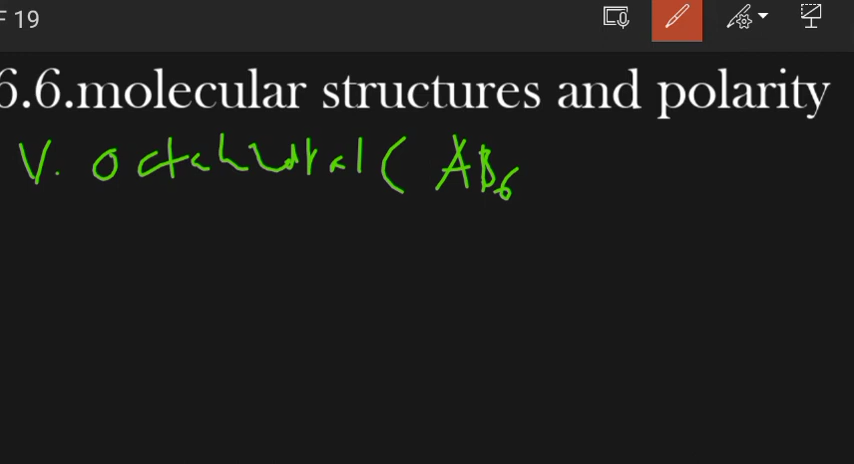 F 19
6.6.molecular structures and polarity
V. octahedral ( AB6